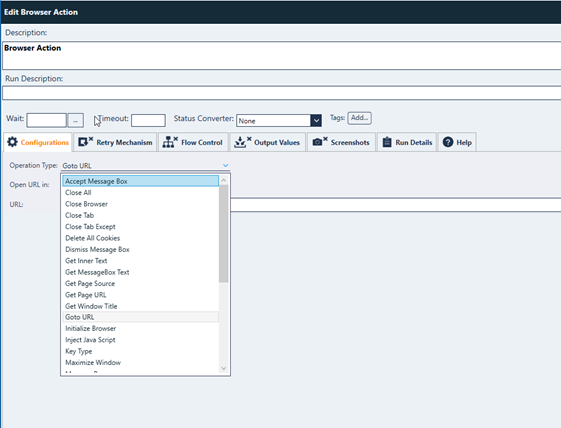 Edit Browser Action
Description:
Browser Action
Run Description:
Wait: ... Timeout: Status Converter: None Tags: Add...
Configurations Retry Mechanism Flow Control Output Values Screenshots Run Details Help
Operation Type: Goto URL
Open URL in:
URL:
Accept Message Box
Close All
Close Browser
Close Tab
Close Tab Except
Delete All Cookies
Dismiss Message Box
Get Inner Text
Get MessageBox Text
Get Page Source
Get Page URL
Get Window Title
Goto URL
Initialize Browser
Inject Java Script
Key Type
Maximize Window